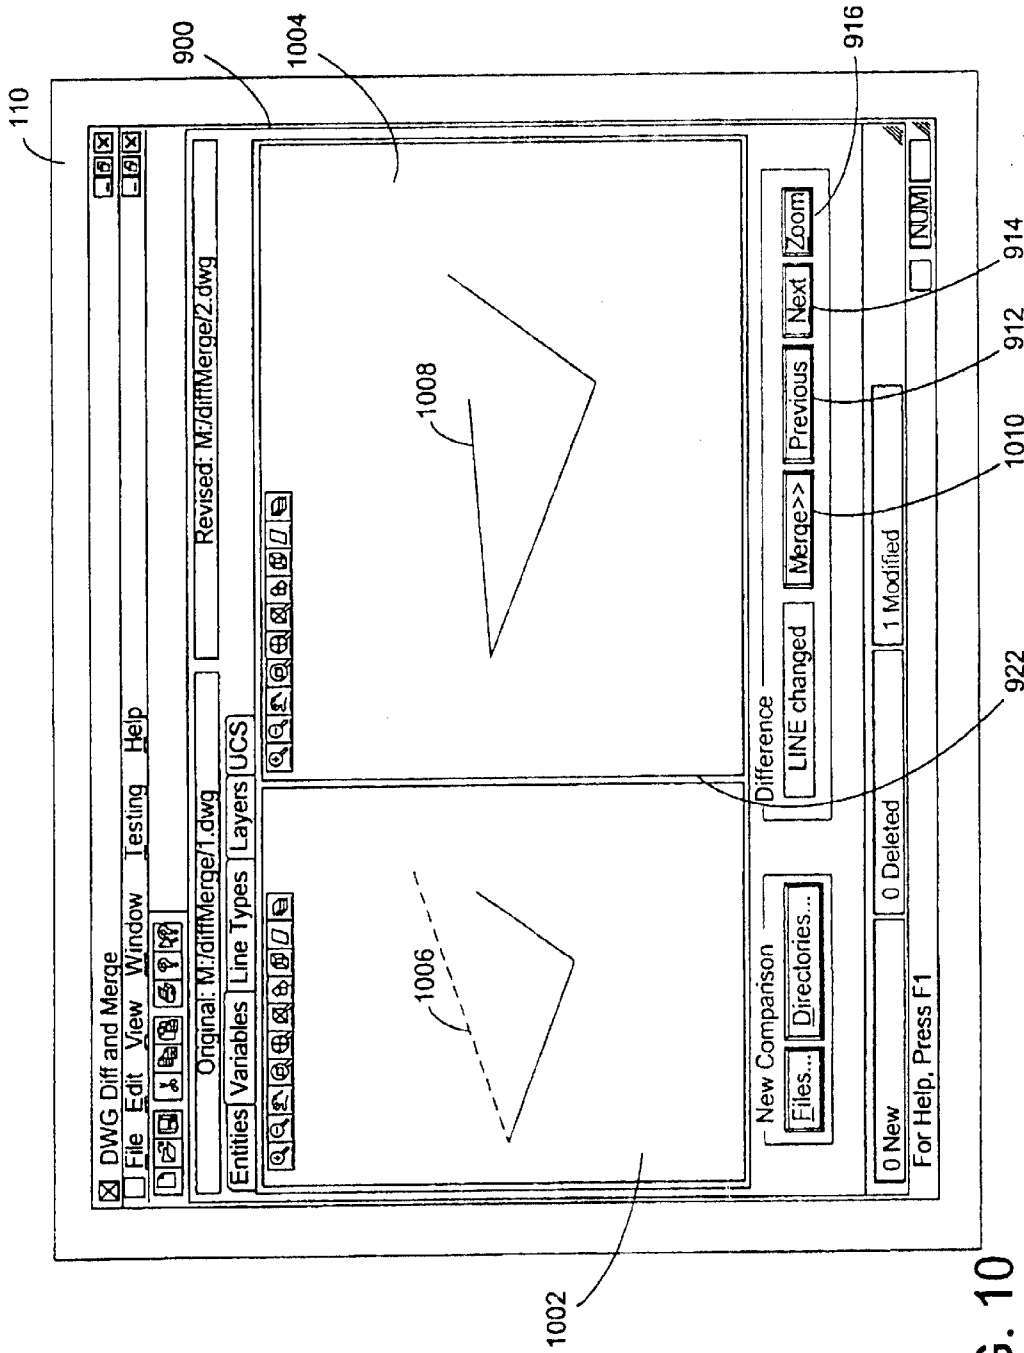 110
900
1004
DWG Diff and Merge
File Edit View Window Testing Help
Original: M:/diffMerge/1.dwg
Revised: M:/diffMerge/2.dwg
Entities Variables Line Types Layers UCS
1006
1008
1002
New Comparison
Files... Directories...
Difference
LINE changed Merge>> Previous Next Zoom
0 New 0 Deleted 1 Modified
For Help, Press F1
NUM
922
1010
912
914
916
. 10